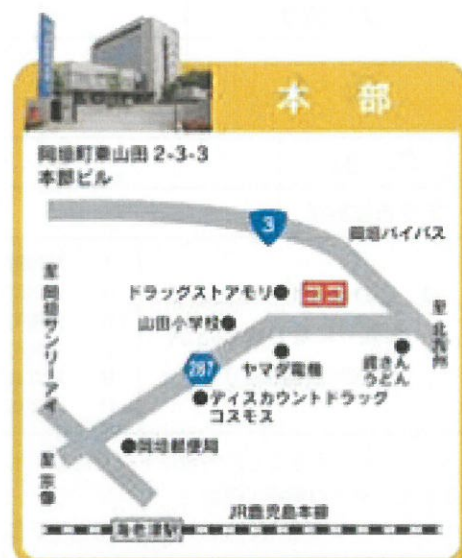 本部
岡垣町東山田 2-3-3
本部ビル
3
岡垣バイパス
至 岡垣サンリーアイ
ドラッグストアモリ
ココ
至 北九州
山田小学校
287
ヤマダ電機
資さん
うどん
ディスカウントドラッグ
コスモス
岡垣郵便局
至 宗像
JR鹿児島本線
海老津駅